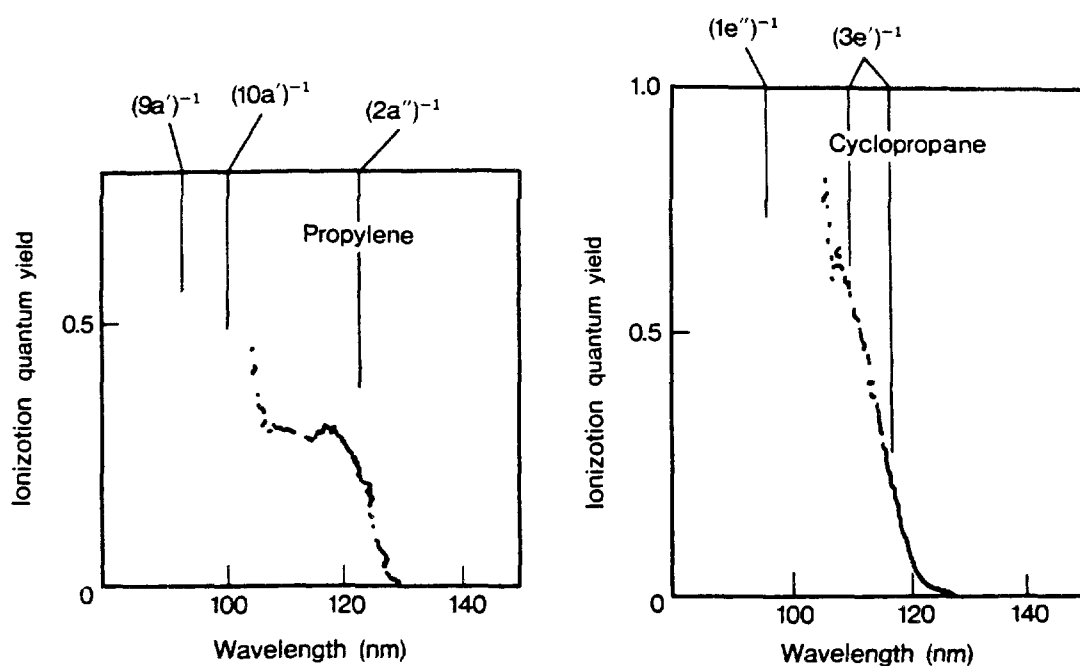 (9a′)⁻¹
(10a′)⁻¹
(2a″)⁻¹
Propylene
Ionizotion quantum yield
0.5
0
100
120
140
Wavelength (nm)
(1e″)⁻¹
(3e′)⁻¹
1.0
Cyclopropane
Ionizotion quantum yield
0.5
0
100
120
140
Wavelength (nm)